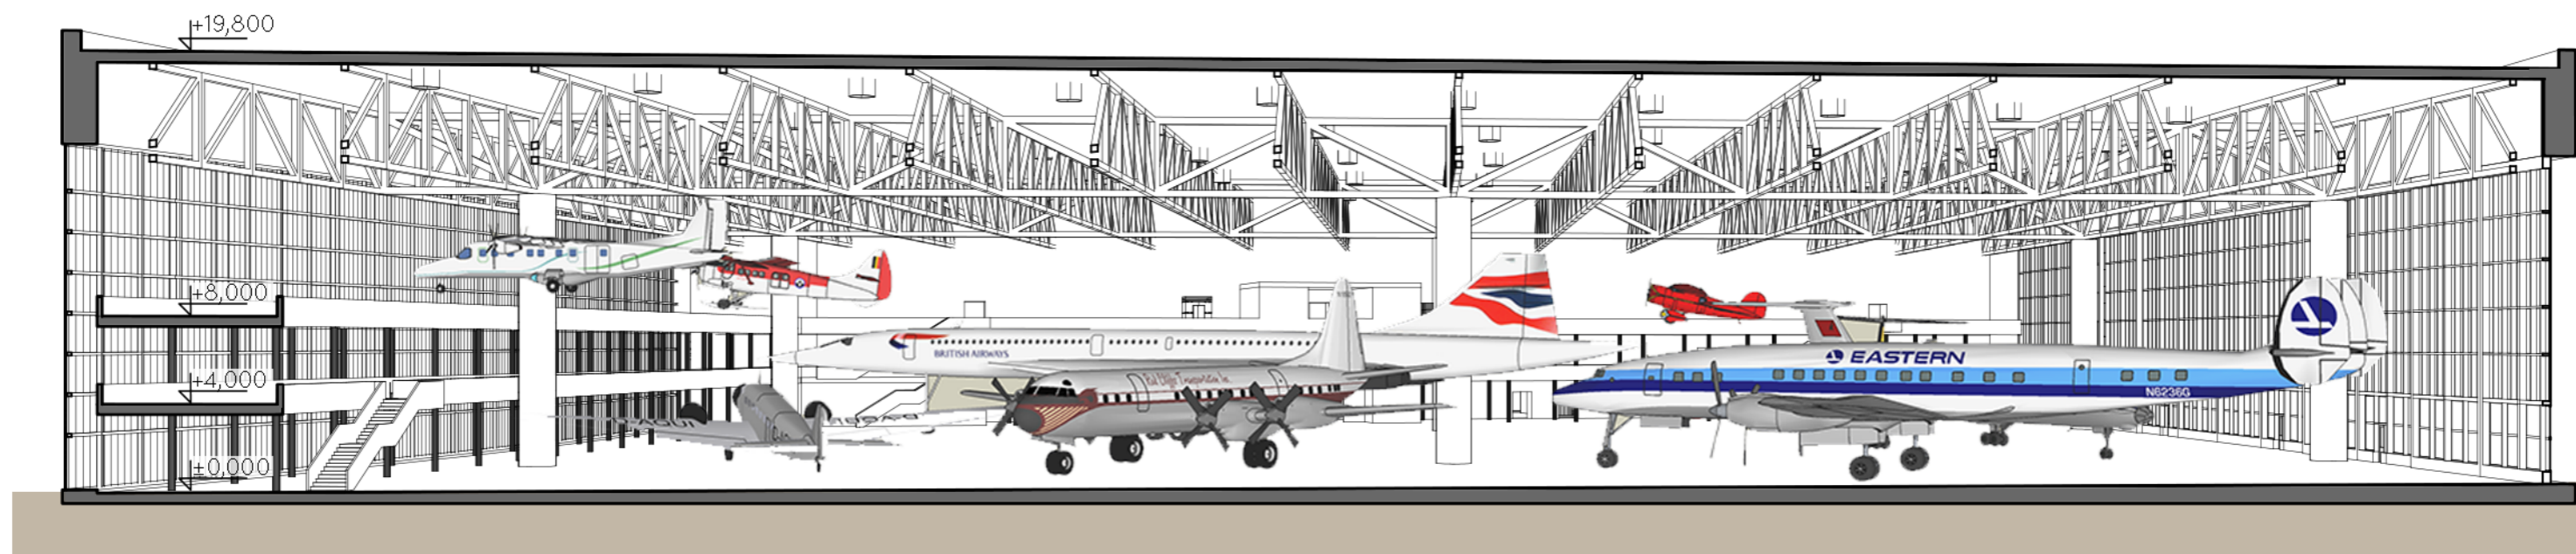 +19,800
+8,000
+4,000
±0,000
BRITISH AIRWAYS
EASTERN
N6236G